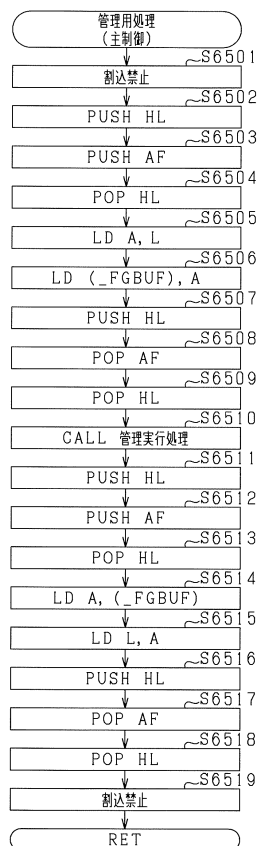 管理用処理
(主制御)
S6501
割込禁止
S6502
PUSH HL
S6503
PUSH AF
S6504
POP HL
S6505
LD A, L
S6506
LD (_FGBUF), A
S6507
PUSH HL
S6508
POP AF
S6509
POP HL
S6510
CALL 管理実行処理
S6511
PUSH HL
S6512
PUSH AF
S6513
POP HL
S6514
LD A, (_FGBUF)
S6515
LD L, A
S6516
PUSH HL
S6517
POP AF
S6518
POP HL
S6519
割込禁止
RET